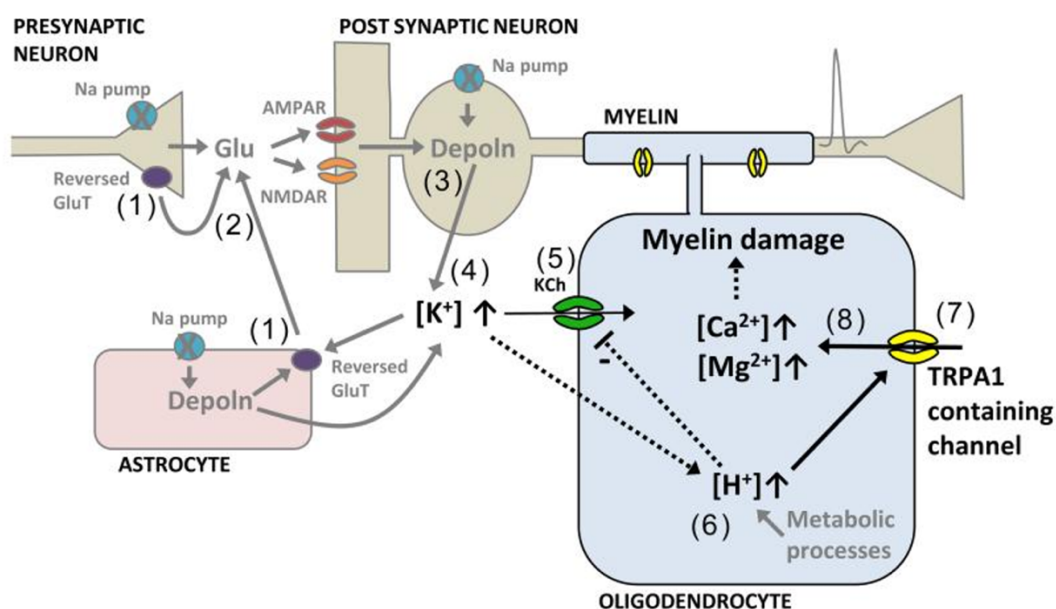 PRESYNAPTIC
NEURON
POST SYNAPTIC NEURON
Na pump
Na pump
AMPAR
Glu
Depoln
MYELIN
Reversed
GluT
(1)
(2)
NMDAR
(3)
(4)
[K⁺] ↑
(5)
KCh
Myelin damage
[Ca²⁺]↑
[Mg²⁺]↑
(8)
(7)
TRPA1
containing
channel
Na pump
(1)
Reversed
GluT
Depoln
ASTROCYTE
-
[H⁺]↑
(6)
Metabolic
processes
OLIGODENDROCYTE